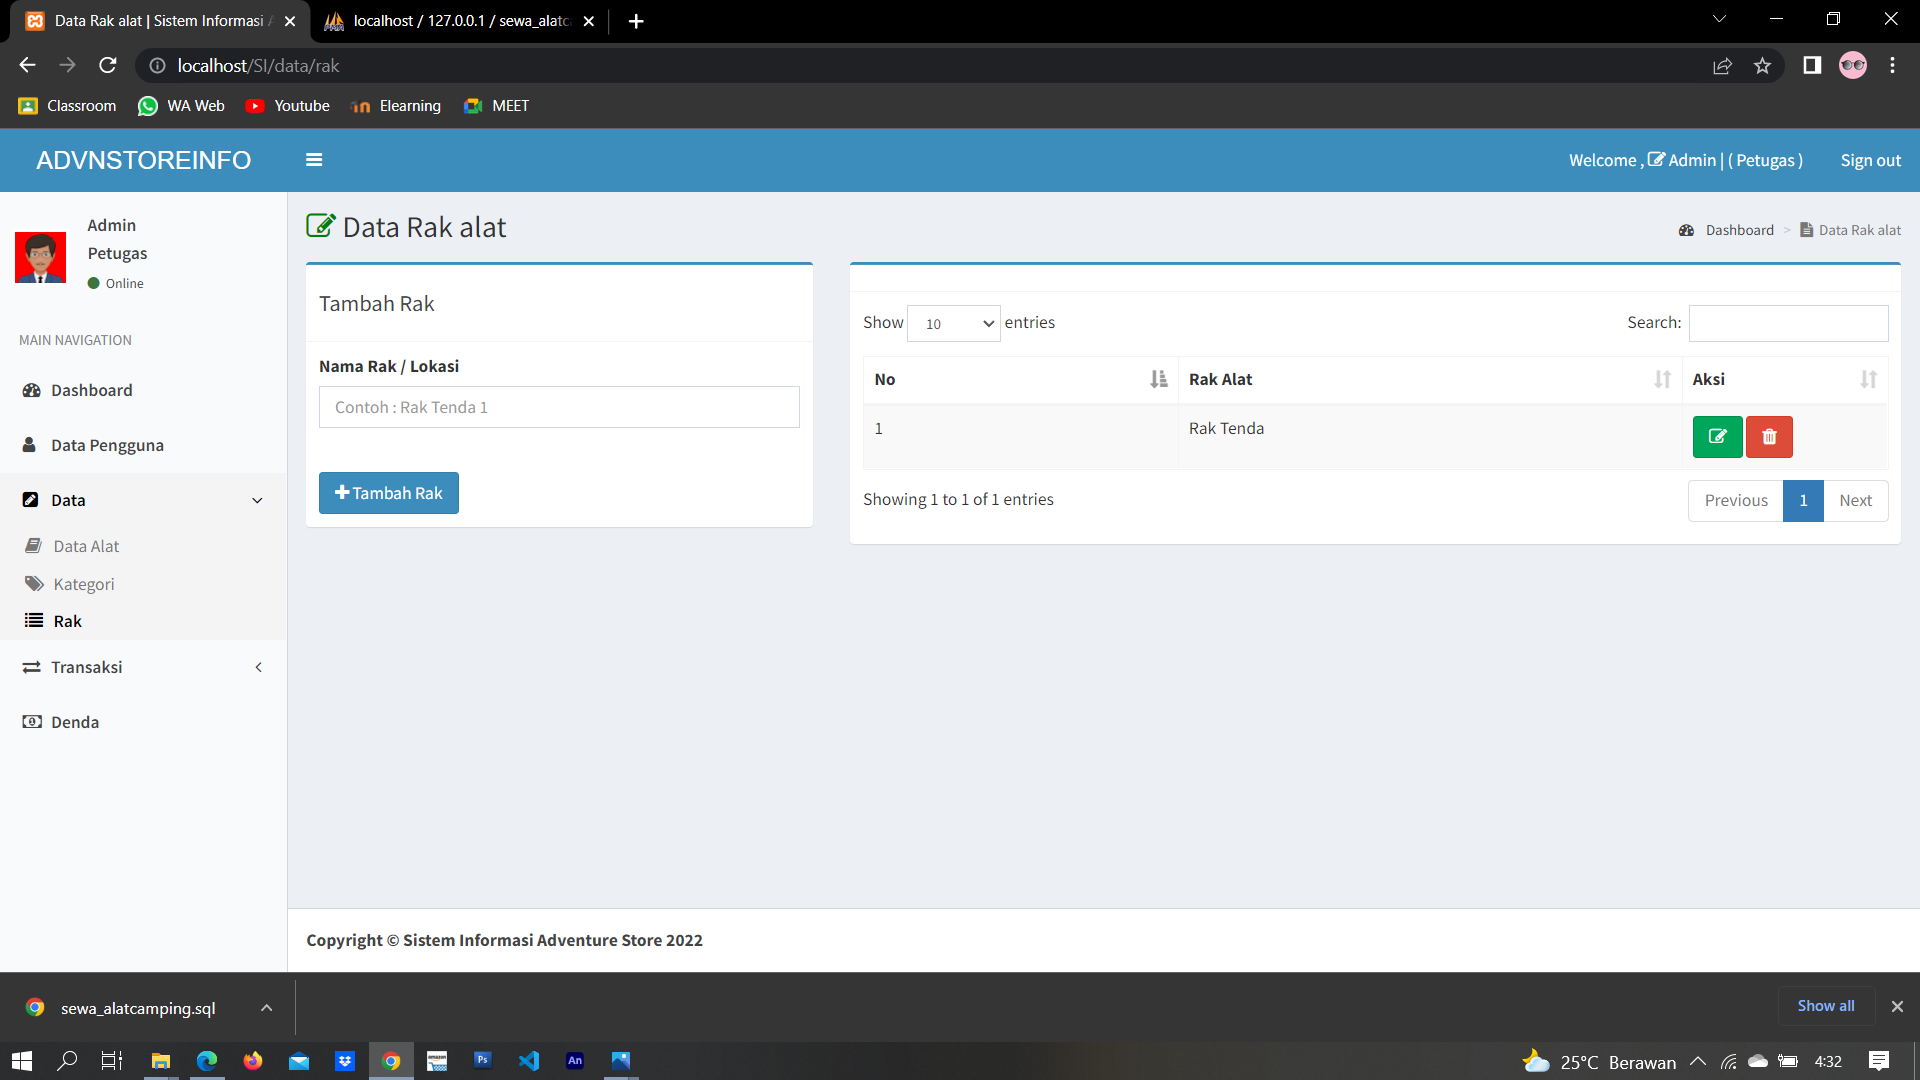 Data Rak alat | Sistem Informasi A
localhost / 127.0.0.1 / sewa_alatc
localhost/SI/data/rak
Classroom
WA Web
Youtube
Elearning
MEET
ADVNSTOREINFO
Welcome , Admin | ( Petugas )
Sign out
Admin
Petugas
Online
MAIN NAVIGATION
Dashboard
Data Pengguna
Data
Data Alat
Kategori
Rak
Transaksi
Denda
Data Rak alat
Dashboard > Data Rak alat
Tambah Rak
Nama Rak / Lokasi
Contoh : Rak Tenda 1
Tambah Rak
Show 10 entries
Search:
No Rak Alat Aksi
1 Rak Tenda
Showing 1 to 1 of 1 entries
Previous 1 Next
Copyright © Sistem Informasi Adventure Store 2022
sewa_alatcamping.sql
Show all
Ps
An
25°C Berawan
4:32